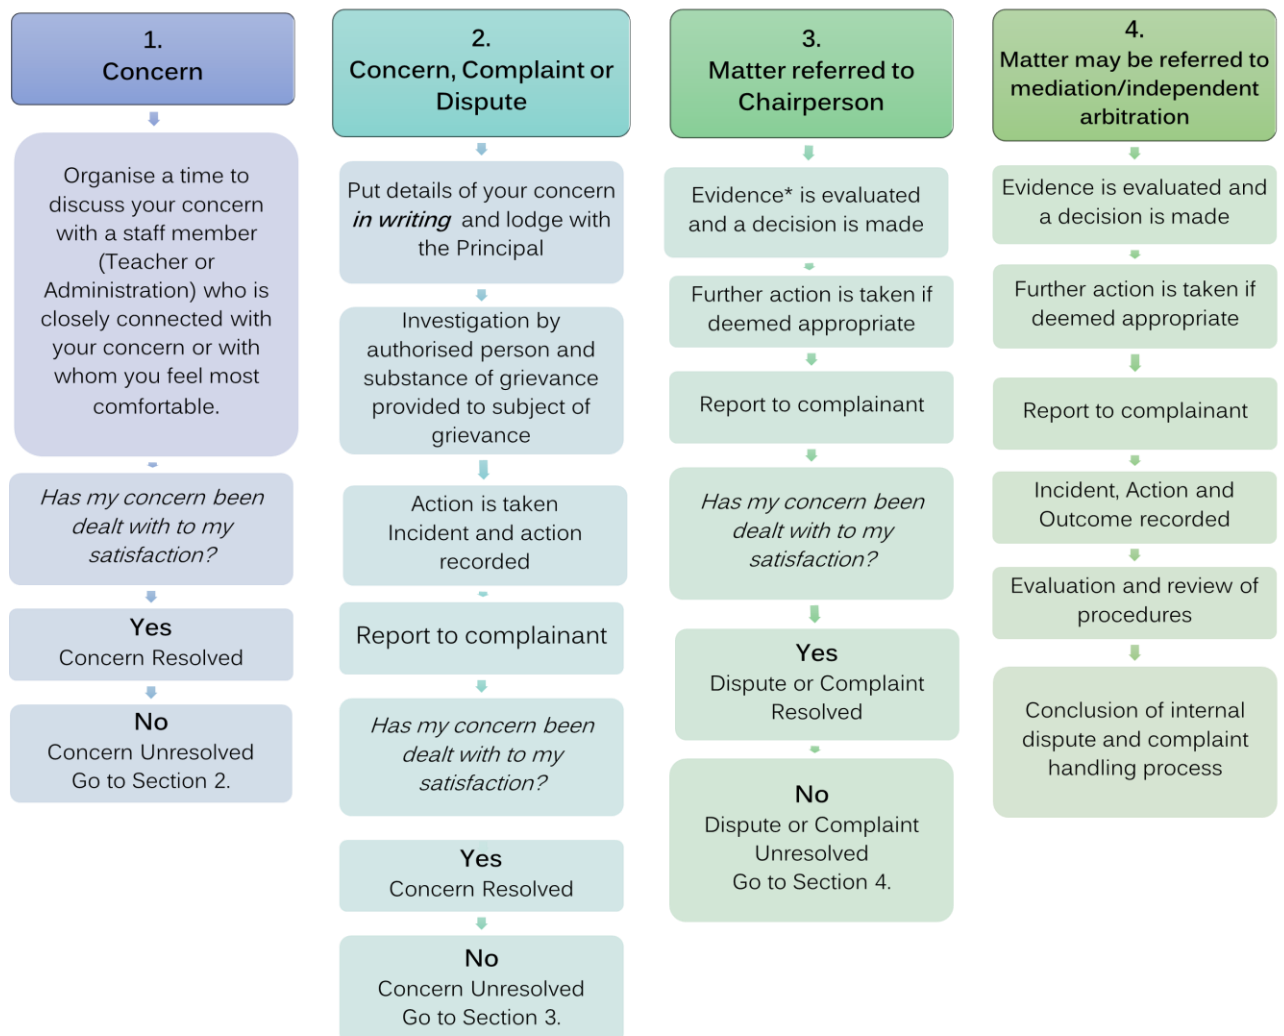 1.
Concern
Organise a time to
discuss your concern
with a staff member
(Teacher or
Administration) who is
closely connected with
your concern or with
whom you feel most
comfortable.
Has my concern been
dealt with to my
satisfaction?
Yes
Concern Resolved
No
Concern Unresolved
Go to Section 2.
2.
Concern, Complaint or
Dispute
Put details of your concern
in writing and lodge with
the Principal
Investigation by
authorised person and
substance of grievance
provided to subject of
grievance
Action is taken
Incident and action
recorded
Report to complainant
Has my concern been
dealt with to my
satisfaction?
Yes
Concern Resolved
No
Concern Unresolved
Go to Section 3.
3.
Matter referred to
Chairperson
Evidence* is evaluated
and a decision is made
Further action is taken if
deemed appropriate
Report to complainant
Has my concern been
dealt with to my
satisfaction?
Yes
Dispute or Complaint
Resolved
No
Dispute or Complaint
Unresolved
Go to Section 4.
4.
Matter may be referred to
mediation/independent
arbitration
Evidence is evaluated and
a decision is made
Further action is taken if
deemed appropriate
Report to complainant
Incident, Action and
Outcome recorded
Evaluation and review of
procedures
Conclusion of internal
dispute and complaint
handling process